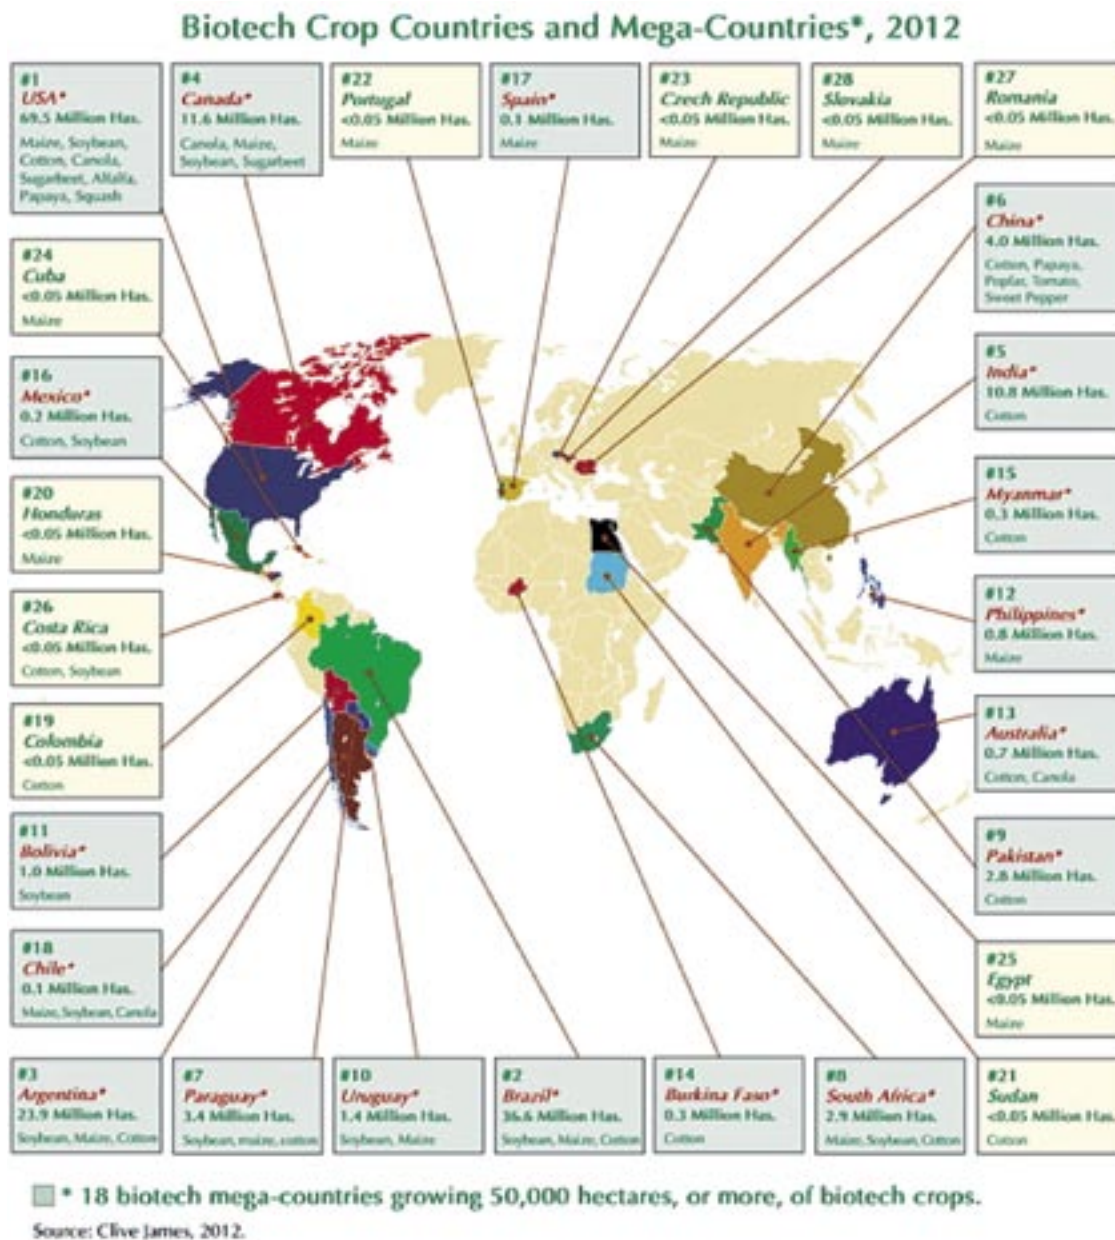 Biotech Crop Countries and Mega-Countries*, 2012
#1
USA*
69.5 Million Has.
Maize, Soybean,
Cotton, Canola,
Sugarbeet, Alfalfa,
Papaya, Squash
#4
Canada*
11.6 Million Has.
Canola, Maize,
Soybean, Sugarbeet
#22
Portugal
<0.05 Million Has.
Maize
#17
Spain*
0.1 Million Has.
Maize
#23
Czech Republic
<0.05 Million Has.
Maize
#28
Slovakia
<0.05 Million Has.
Maize
#27
Romania
<0.05 Million Has.
Maize
#24
Cuba
<0.05 Million Has.
Maize
#16
Mexico*
0.2 Million Has.
Cotton, Soybean
#20
Honduras
<0.05 Million Has.
Maize
#26
Costa Rica
<0.05 Million Has.
Cotton, Soybean
#19
Colombia
<0.05 Million Has.
Cotton
#11
Bolivia*
1.0 Million Has.
Soybean
#18
Chile*
0.1 Million Has.
Maize, Soybean, Canola
#6
China*
4.0 Million Has.
Cotton, Papaya,
Poplar, Tomato,
Sweet Pepper
#5
India*
10.8 Million Has.
Cotton
#15
Myanmar*
0.3 Million Has.
Cotton
#12
Philippines*
0.8 Million Has.
Maize
#13
Australia*
0.7 Million Has.
Cotton, Canola
#9
Pakistan*
2.8 Million Has.
Cotton
#25
Egypt
<0.05 Million Has.
Maize
#3
Argentina*
23.9 Million Has.
Soybean, Maize, Cotton
#7
Paraguay*
3.4 Million Has.
Soybean, maize, cotton
#10
Uruguay*
1.4 Million Has.
Soybean, Maize
#2
Brazil*
36.6 Million Has.
Soybean, Maize, Cotton
#14
Burkina Faso*
0.3 Million Has.
Cotton
#8
South Africa*
2.9 Million Has.
Maize, Soybean, Cotton
#21
Sudan
<0.05 Million Has.
Cotton
* 18 biotech mega-countries growing 50,000 hectares, or more, of biotech crops.
Source: Clive James, 2012.